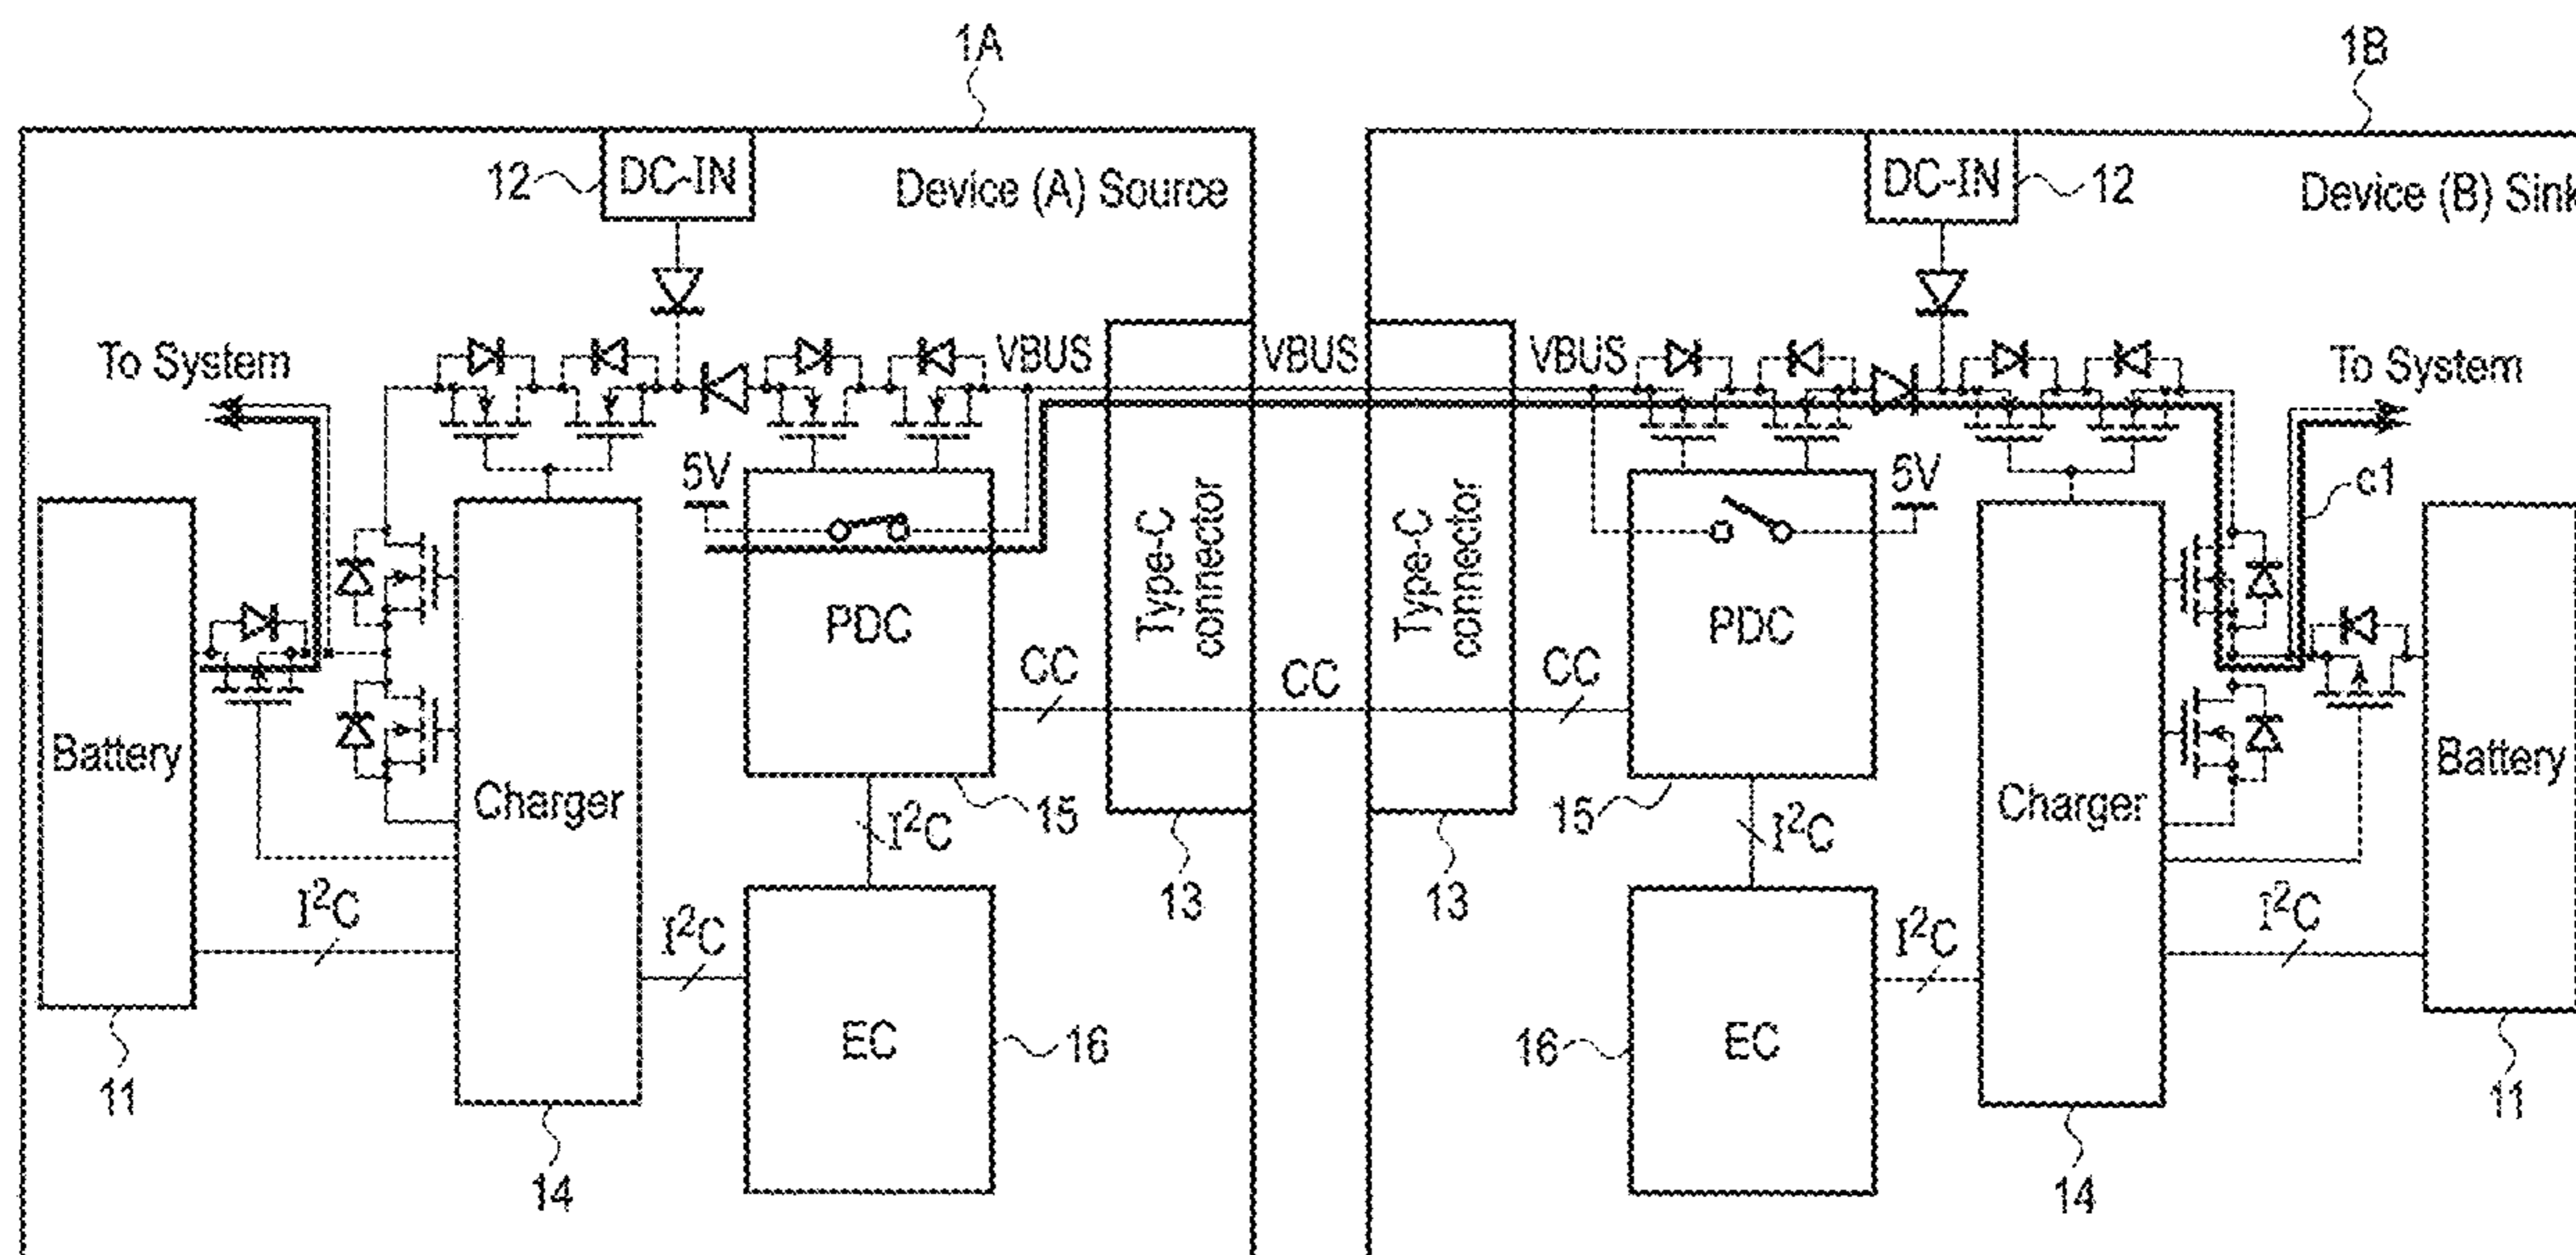 1A
1B
12
DC-IN
Device (A) Source
DC-IN
12
Device (B) Sink
To System
VBUS
VBUS
VBUS
To System
5V
5V
c1
Type-C
connector
Type-C
connector
PDC
PDC
CC
CC
CC
Battery
Charger
15
15
Charger
Battery
I²C
I²C
13
13
I²C
I²C
I²C
I²C
EC
16
16
EC
11
11
14
14